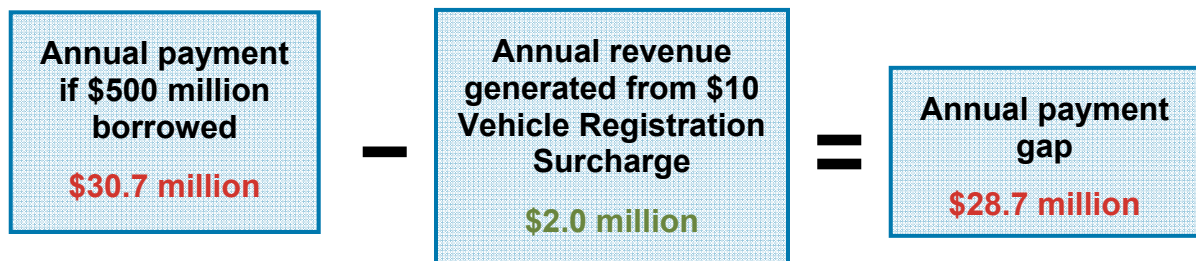 Annual payment
if $500 million
borrowed
$30.7 million
–
Annual revenue
generated from $10
Vehicle Registration
Surcharge
$2.0 million
=
Annual payment
gap
$28.7 million